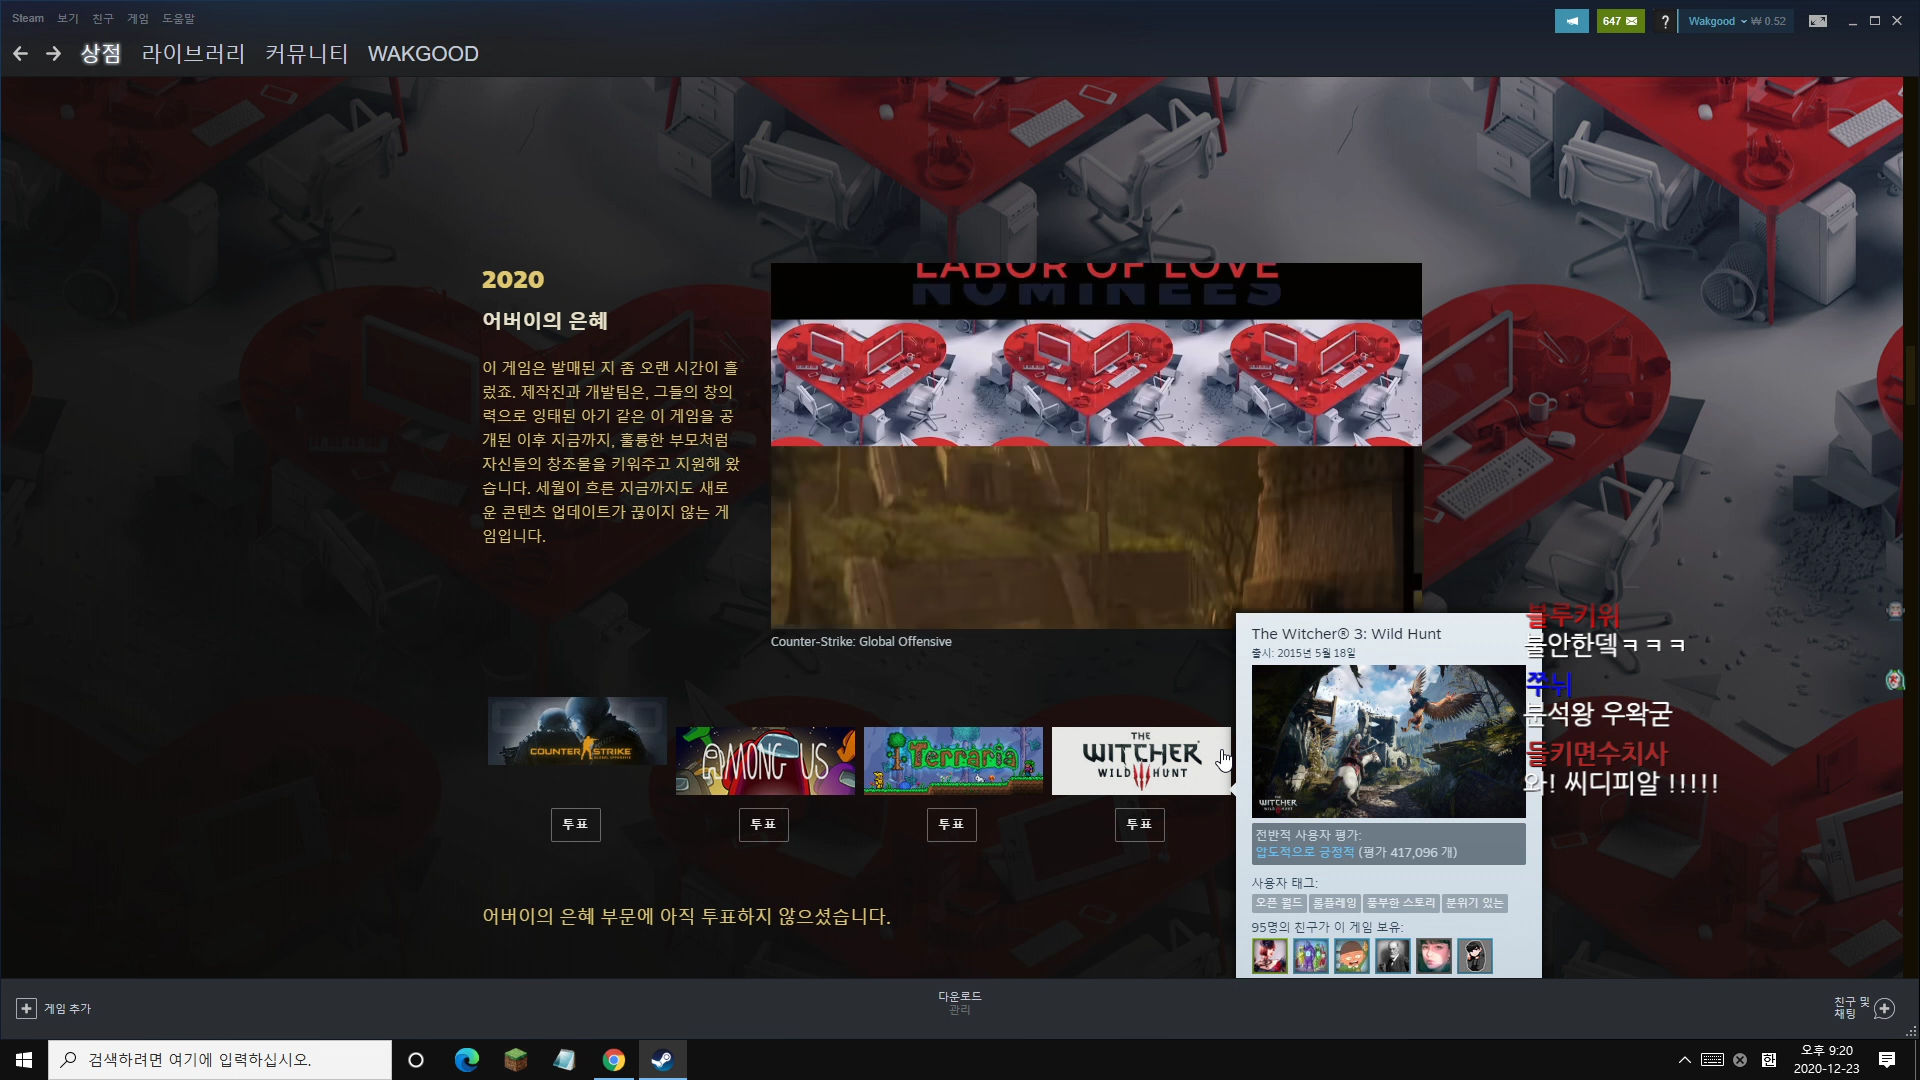 Steam 보기 친구 게임 도움말
647
?
Wakgood ₩ 0.52
상점 라이브러리 커뮤니티 WAKGOOD
LABOR OF LOVE
NOMINEES
2020
어버이의 은혜
이 게임은 발매된 지 좀 오랜 시간이 흘
렀죠. 제작진과 개발팀은, 그들의 창의
력으로 잉태된 아기 같은 이 게임을 공
개된 이후 지금까지, 훌륭한 부모처럼
자신들의 창조물을 키워주고 지원해 왔
습니다. 세월이 흐른 지금까지도 새로
운 콘텐츠 업데이트가 끊이지 않는 게
임입니다.
Counter-Strike: Global Offensive
COUNTER STRIKE
GLOBAL OFFENSIVE
AMONG US
Terraria
THE
WITCHER
WILD HUNT
투표
투표
투표
투표
어버이의 은혜 부문에 아직 투표하지 않으셨습니다.
The Witcher® 3: Wild Hunt
출시: 2015년 5월 18일
THE
WITCHER
WILD HUNT
전반적 사용자 평가:
압도적으로 긍정적 (평가 417,096 개)
사용자 태그:
오픈 월드 롤플레잉 풍부한 스토리 분위기 있는
95명의 친구가 이 게임 보유:
블루키위
불안한덱ㅋㅋㅋ
쭈뉘
분석왕 우왁굳
들키면수치사
와! 씨디피알 !!!!!
게임 추가
다운로드
관리
친구 및
채팅
검색하려면 여기에 입력하십시오.
한
오후 9:20
2020-12-23